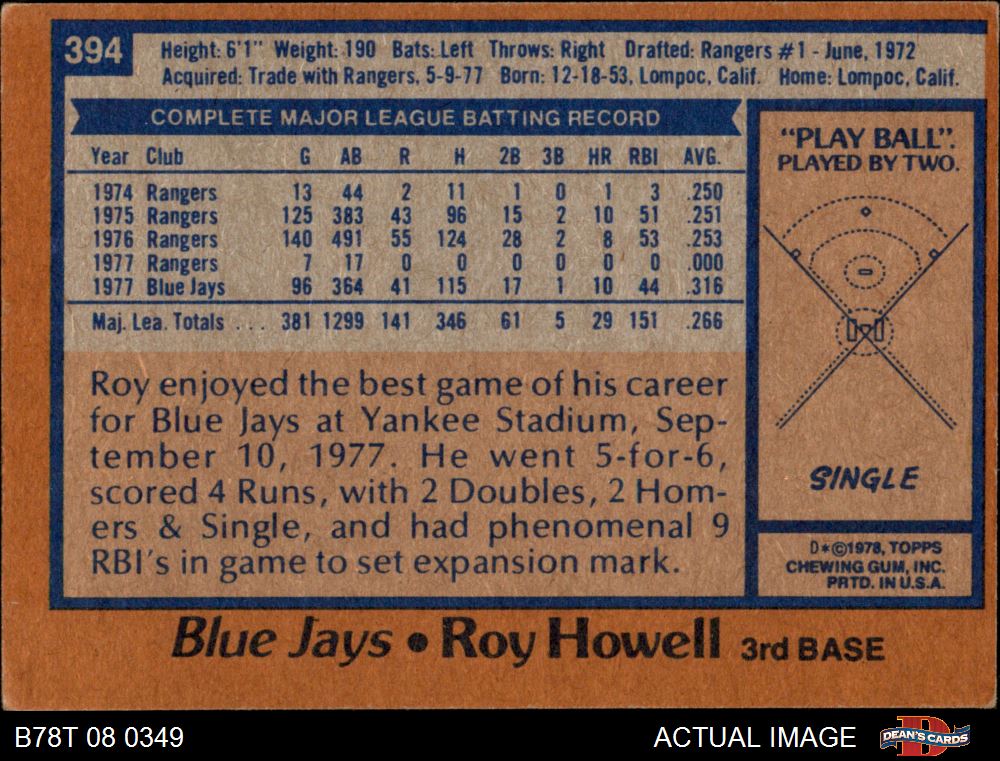 394
Height: 6'1" Weight: 190 Bats: Left Throws: Right Drafted: Rangers #1 - June, 1972
Acquired: Trade with Rangers, 5-9-77 Born: 12-18-53, Lompoc, Calif. Home: Lompoc, Calif.
COMPLETE MAJOR LEAGUE BATTING RECORD
Year Club G AB R H 2B 3B HR RBI AVG.
1974 Rangers 13 44 2 11 1 0 1 3 .250
1975 Rangers 125 383 43 96 15 2 10 51 .251
1976 Rangers 140 491 55 124 28 2 8 53 .253
1977 Rangers 7 17 0 0 0 0 0 0 .000
1977 Blue Jays 96 364 41 115 17 1 10 44 .316
Maj. Lea. Totals . . . 381 1299 141 346 61 5 29 151 .266
Roy enjoyed the best game of his career
for Blue Jays at Yankee Stadium, Sep-
tember 10, 1977. He went 5-for-6,
scored 4 Runs, with 2 Doubles, 2 Hom-
ers & Single, and had phenomenal 9
RBI's in game to set expansion mark.
"PLAY BALL".
PLAYED BY TWO.
SINGLE
D*©1978, TOPPS
CHEWING GUM, INC.
PRTD. IN U.S.A.
Blue Jays • Roy Howell 3rd BASE
B78T 08 0349
ACTUAL IMAGE
DEAN'S CARDS